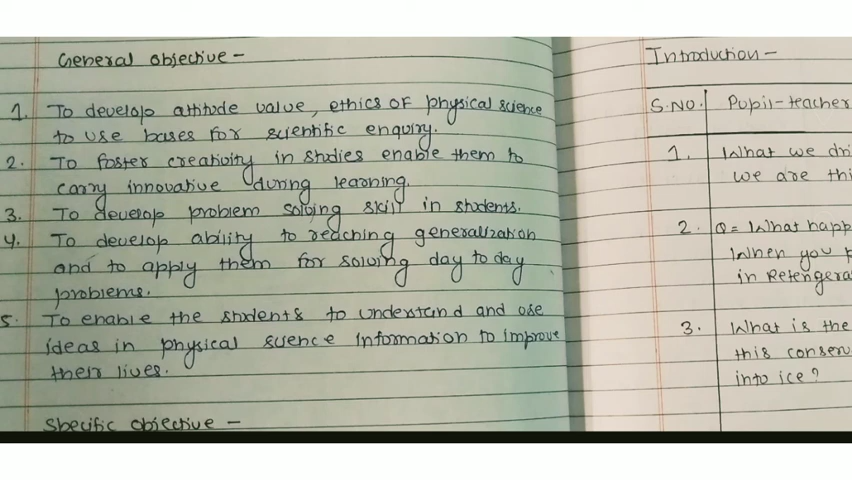 General objective -
1. To develop attitude value, ethics of physical science
to use bases for scientific enquiry.
2. To foster creativity in studies enable them to
carry innovative during learning.
3. To develop problem solving skill in students.
4. To develop ability to reaching generalization
and to apply them for solving day to day
problems.
5. To enable the students to understand and use
ideas in physical science information to improve
their lives.
Specific objective -
Introduction -
S.NO. Pupil-teacher
1. What we dri
we are thi
2. Q = What happ
When you p
in Retengera
3. What is the
this conser
into ice?